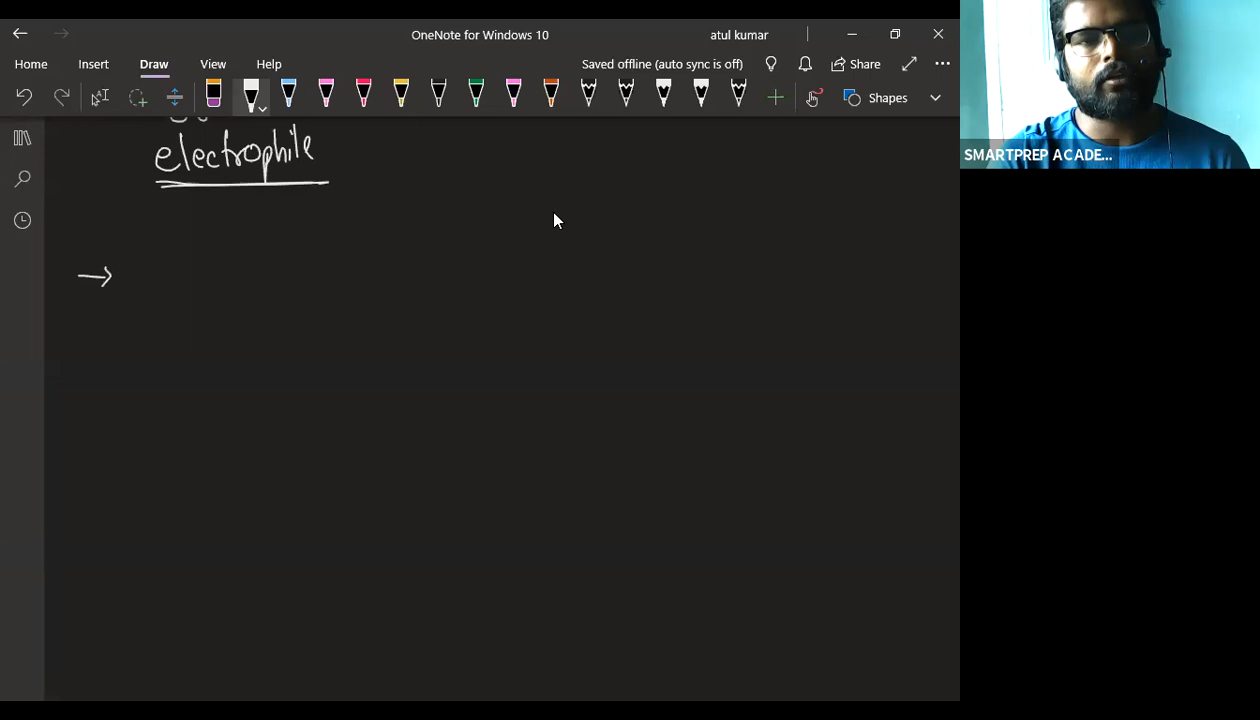 OneNote for Windows 10
atul kumar
Home Insert Draw View Help
Saved offline (auto sync is off)
Share
Shapes
electrophile
→
SMARTPREP ACADE...